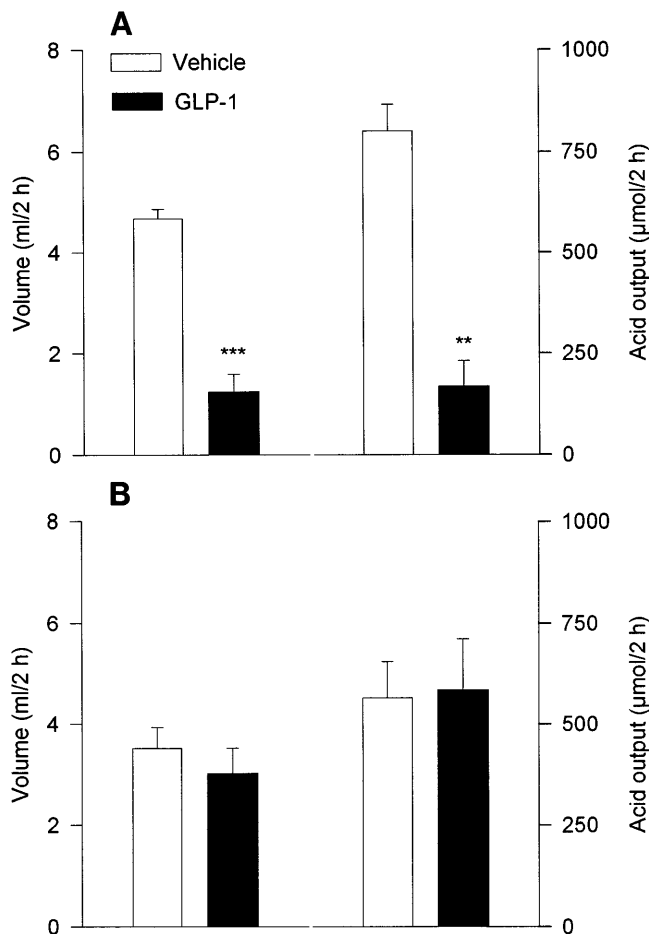 A
Vehicle
GLP-1
Volume (ml/2 h)
8
6
4
2
0
***
**
1000
750
500
250
0
Acid output (µmol/2 h)
B
Volume (ml/2 h)
8
6
4
2
0
1000
750
500
250
0
Acid output (µmol/2 h)